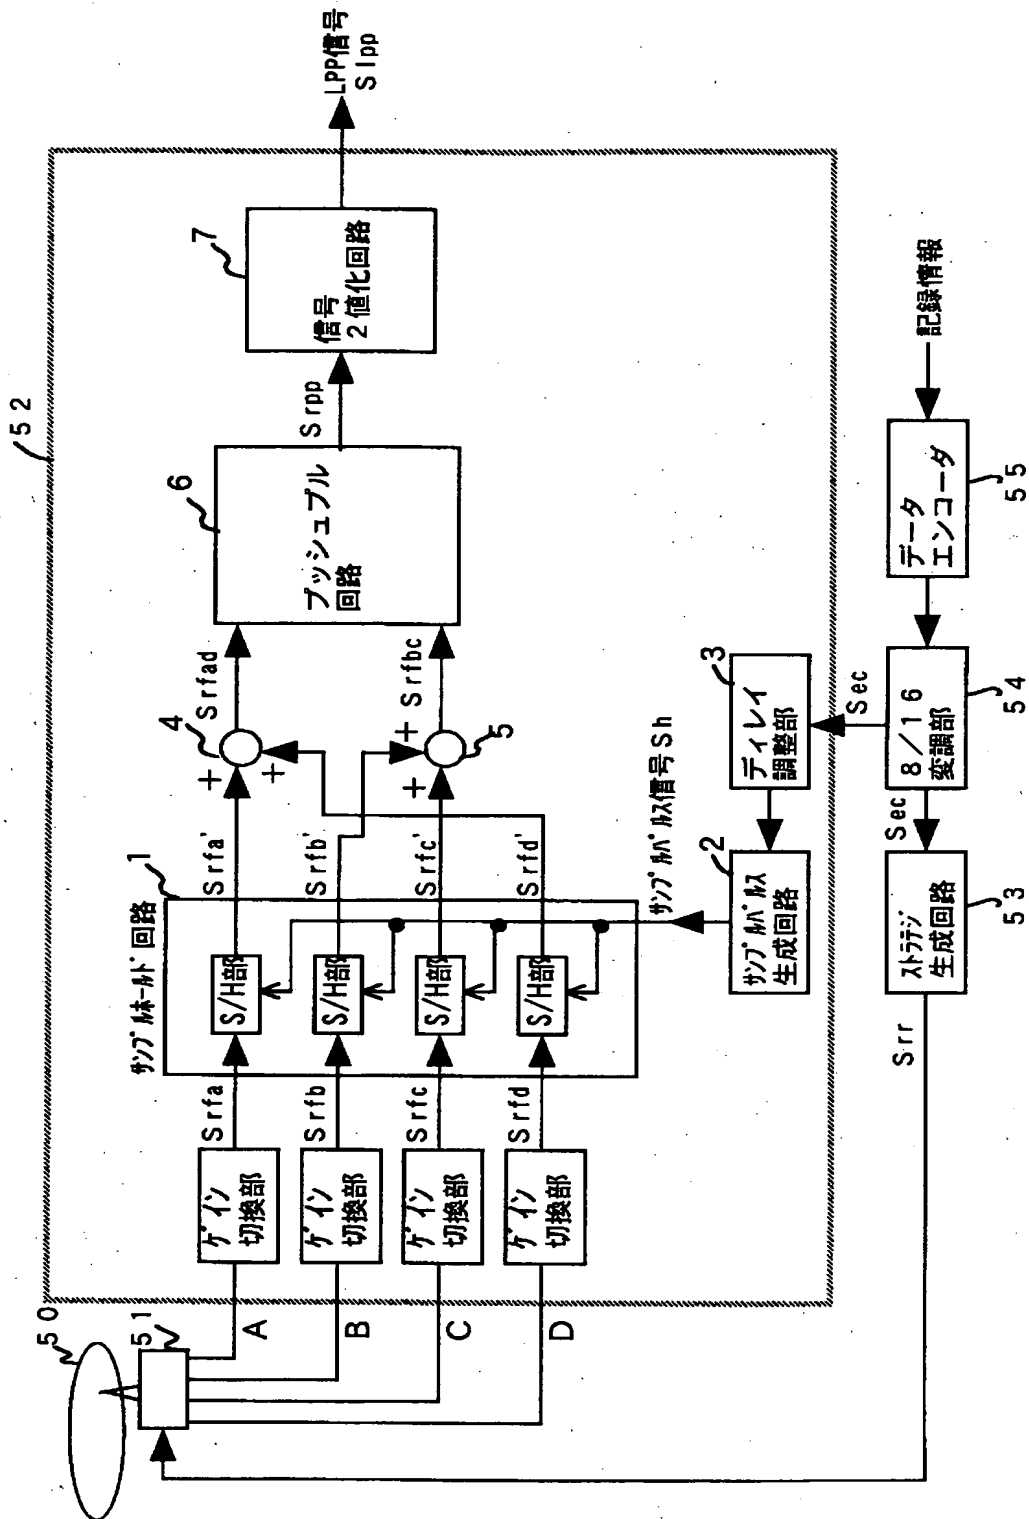 50
51
52
A
B
C
D
ゲイン
切換部
ゲイン
切換部
ゲイン
切換部
ゲイン
切換部
Srfa
Srfb
Srfc
Srfd
サンプルホールド回路
1
S/H部
S/H部
S/H部
S/H部
Srfa'
Srfb'
Srfc'
Srfd'
+
+
4
Srfad
+
+
5
Srfbc
6
プッシュプル
回路
Srpp
7
信号
2値化回路
LPP信号
Slpp
サンプルパルス信号Sh
2
サンプルパルス
生成回路
3
ディレイ
調整部
Sec
Srr
ストラテジ
生成回路
53
Sec
8/16
変調部
54
データ
エンコーダ
55
記録情報